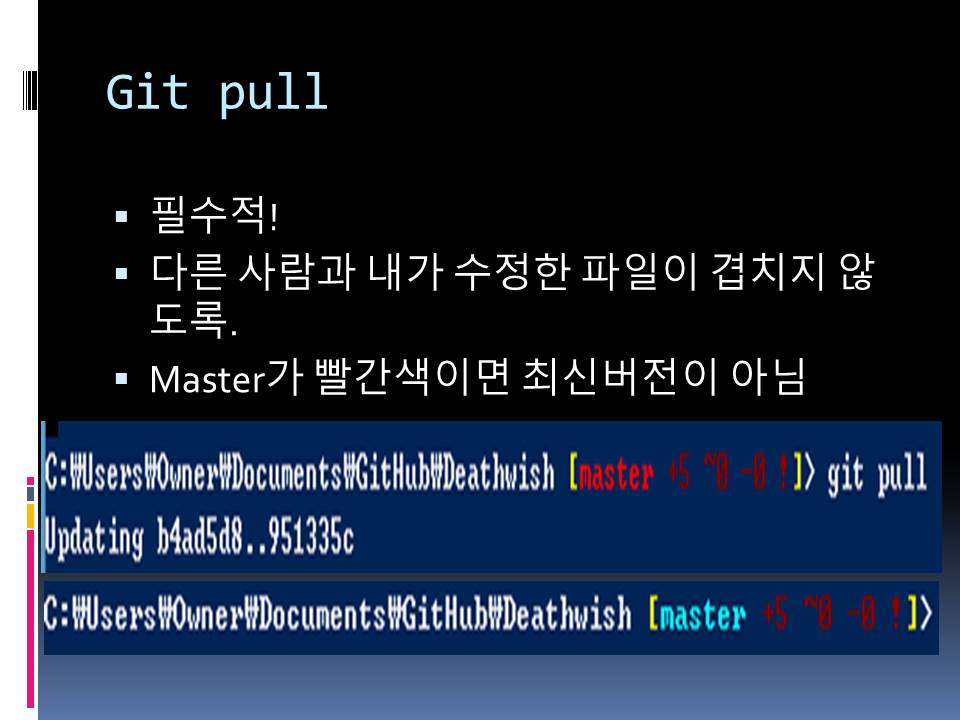 Git pull
필수적!
다른 사람과 내가 수정한 파일이 겹치지 않
도록.
Master가 빨간색이면 최신버전이 아님
C:₩Users₩Owner₩Documents₩GitHub₩Deathwish [master +5 ~0 -0 !]> git pull
Updating b4ad5d8..951335c
C:₩Users₩Owner₩Documents₩GitHub₩Deathwish [master +5 ~0 -0 !]>